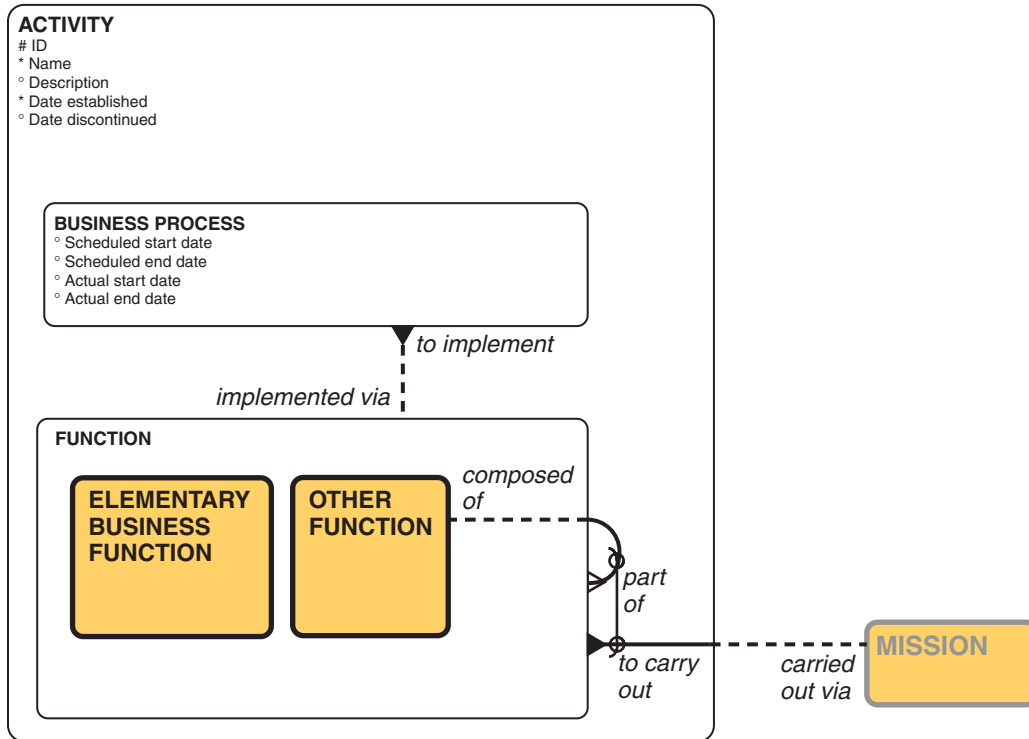 ACTIVITY
# ID
* Name
° Description
* Date established
° Date discontinued
BUSINESS PROCESS
° Scheduled start date
° Scheduled end date
° Actual start date
° Actual end date
to implement
implemented via
FUNCTION
ELEMENTARY
BUSINESS
FUNCTION
OTHER
FUNCTION
composed
of
part
of
to carry
out
carried
out via
MISSION